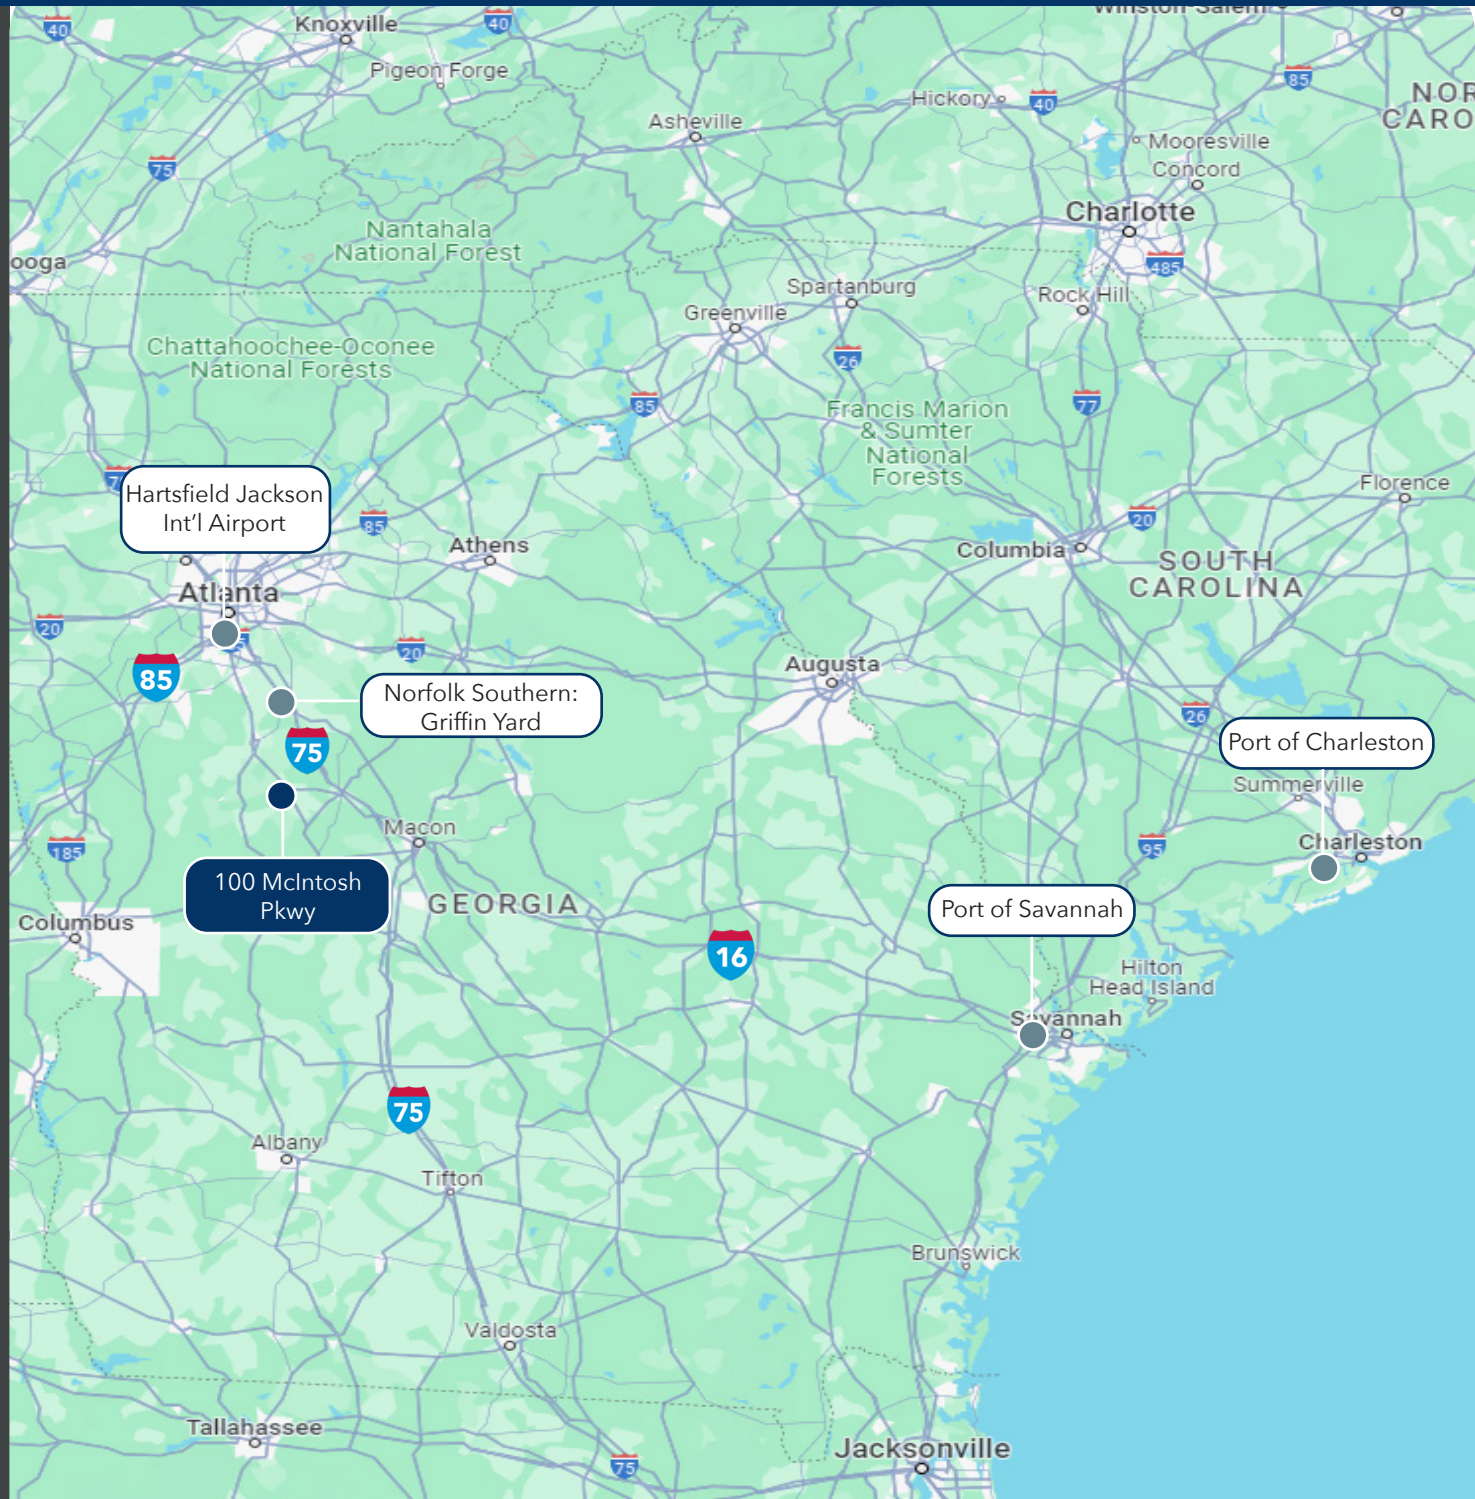 Winston-Salem
40
Knoxville
40
Pigeon Forge
85
Hickory
40
NOR
CARO
Asheville
Mooresville
75
Concord
Charlotte
Nantahala
National Forest
ooga
485
Spartanburg
Rock Hill
Greenville
Chattahoochee-Oconee
National Forests
26
85
77
Francis Marion
& Sumter
National
Forests
Hartsfield Jackson
Int'l Airport
Florence
85
20
Athens
Columbia
SOUTH
CAROLINA
Atlanta
20
20
85
Augusta
Norfolk Southern:
Griffin Yard
26
75
Port of Charleston
Summerville
Macon
185
95
Charleston
100 McIntosh
Pkwy
GEORGIA
Port of Savannah
Columbus
16
Hilton
Head Island
Savannah
75
Albany
Tifton
Brunswick
Valdosta
Tallahassee
Jacksonville
75